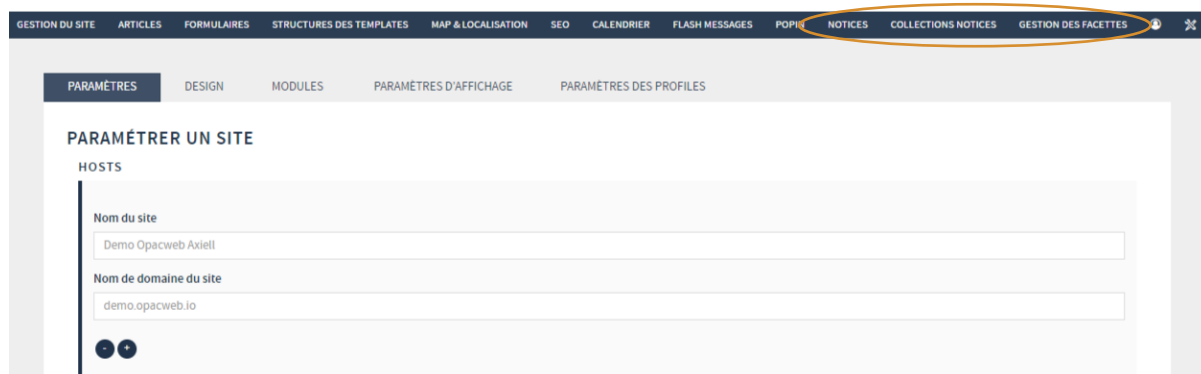 GESTION DU SITE ARTICLES FORMULAIRES STRUCTURES DES TEMPLATES MAP & LOCALISATION SEO CALENDRIER FLASH MESSAGES POPIN NOTICES COLLECTIONS NOTICES GESTION DES FACETTES
PARAMÈTRES DESIGN MODULES PARAMÈTRES D'AFFICHAGE PARAMÈTRES DES PROFILES
PARAMÉTRER UN SITE
HOSTS
Nom du site
Demo Opacweb Axiell
Nom de domaine du site
demo.opacweb.io
- +